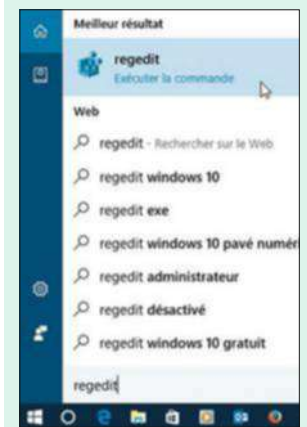 Meilleur résultat
regedit
Exécuter la commande
Web
regedit - Rechercher sur le Web
regedit windows 10
regedit exe
regedit windows 10 pavé numér
regedit administrateur
regedit désactivé
regedit windows 10 gratuit
regedit